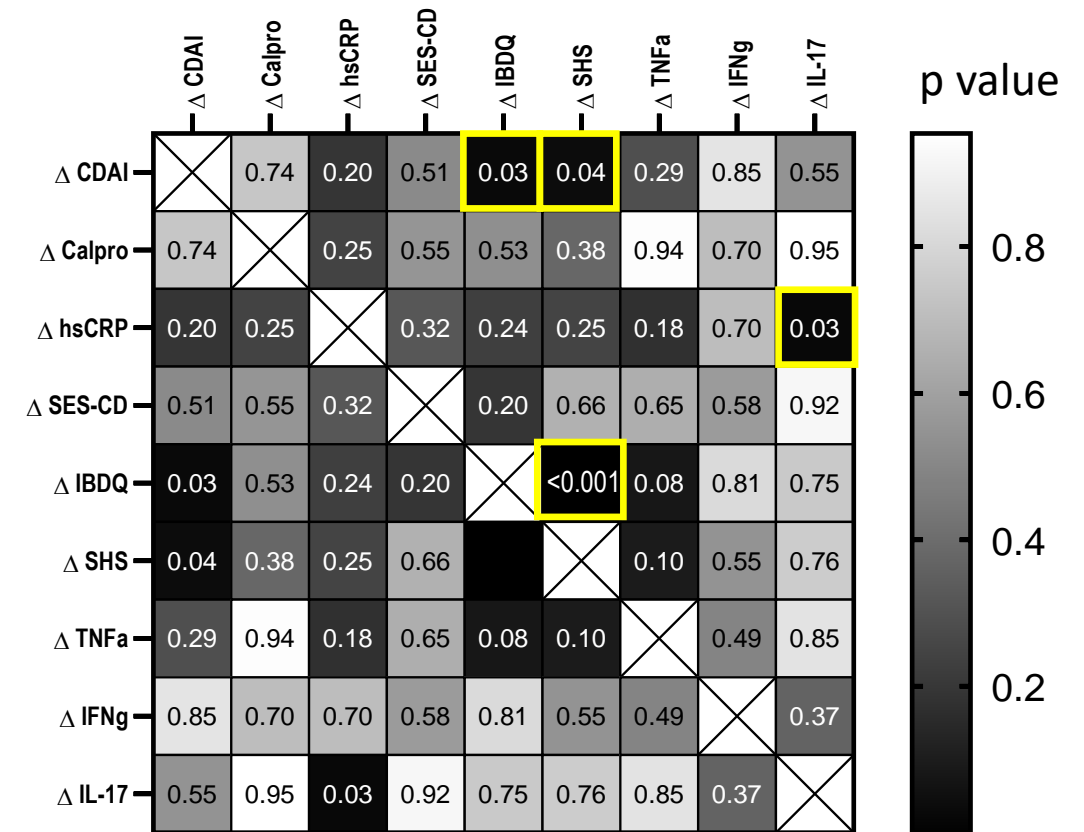 Δ CDAI Δ Calpro Δ hsCRP Δ SES-CD Δ IBDQ Δ SHS Δ TNFa Δ IFNg Δ IL-17
p value
Δ CDAI 0.74 0.20 0.51 0.03 0.04 0.29 0.85 0.55
Δ Calpro 0.74 0.25 0.55 0.53 0.38 0.94 0.70 0.95
Δ hsCRP 0.20 0.25 0.32 0.24 0.25 0.18 0.70 0.03
Δ SES-CD 0.51 0.55 0.32 0.20 0.66 0.65 0.58 0.92
Δ IBDQ 0.03 0.53 0.24 0.20 <0.001 0.08 0.81 0.75
Δ SHS 0.04 0.38 0.25 0.66 0.10 0.55 0.76
Δ TNFa 0.29 0.94 0.18 0.65 0.08 0.10 0.49 0.85
Δ IFNg 0.85 0.70 0.70 0.58 0.81 0.55 0.49 0.37
Δ IL-17 0.55 0.95 0.03 0.92 0.75 0.76 0.85 0.37
0.8
0.6
0.4
0.2